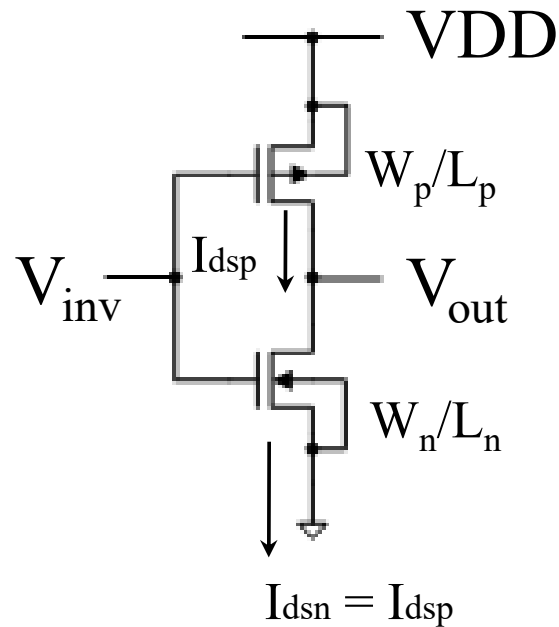 VDD
Wp/Lp
Idsp
Vinv
Vout
Wn/Ln
Idsn = Idsp